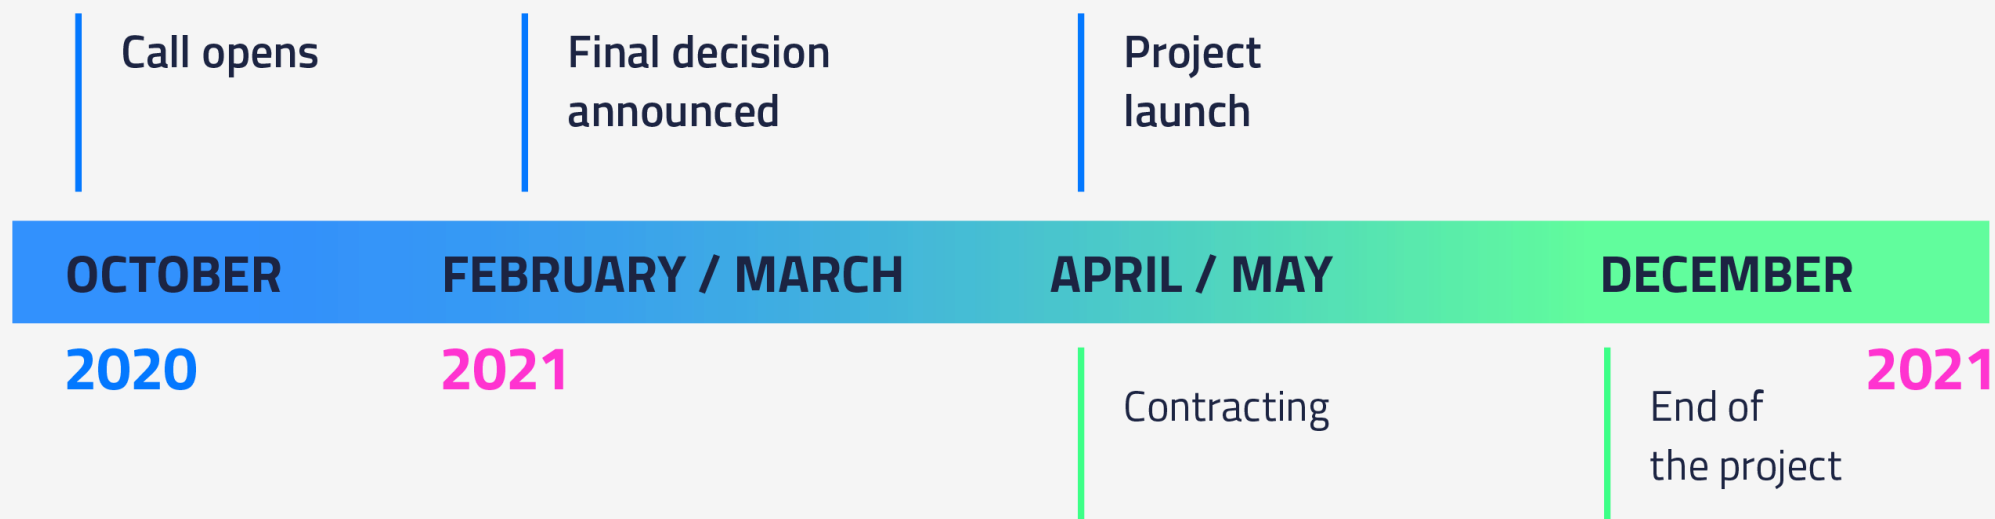 Call opens
Final decision
announced
Project
launch
OCTOBER
FEBRUARY / MARCH
APRIL / MAY
DECEMBER
2020
2021
2021
Contracting
End of
the project